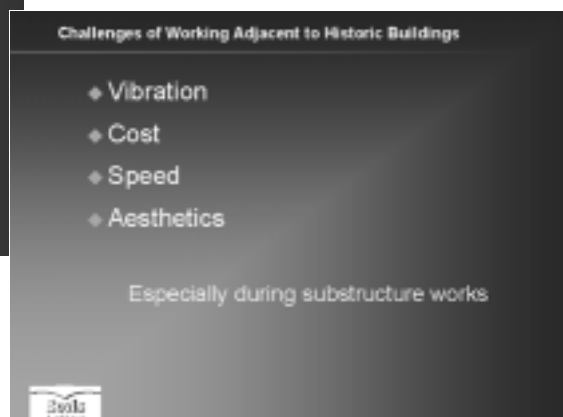 Challenges of Working Adjacent to Historic Buildings
Vibration
Cost
Speed
Aesthetics
Especially during substructure works